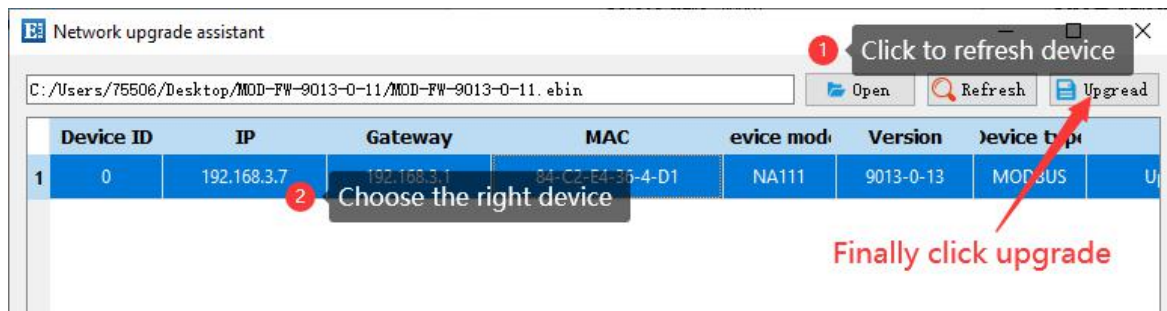 Network upgrade assistant
1 Click to refresh device
C:/Users/75506/Desktop/MOD-FW-9013-0-11/MOD-FW-9013-0-11.ebin Open Refresh Upgread
Device ID IP Gateway MAC evice mod Version Device type
1 0 192.168.3.7 192.168.3.1 84-C2-E4-36-4-D1 NA111 9013-0-13 MODBUS U
2 Choose the right device
Finally click upgrade